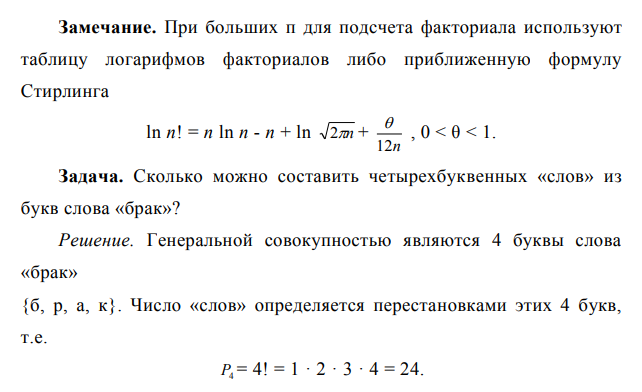 Замечание. При больших п для подсчета факториала используют
таблицу логарифмов факториалов либо приближенную формулу
Стирлинга
ln n! = n ln n - n + ln √2πn + θ/12n , 0 < θ < 1.
Задача. Сколько можно составить четырехбуквенных «слов» из
букв слова «брак»?
Решение. Генеральной совокупностью являются 4 буквы слова
«брак»
{б, р, а, к}. Число «слов» определяется перестановками этих 4 букв,
т.е.
P₄ = 4! = 1 · 2 · 3 · 4 = 24.